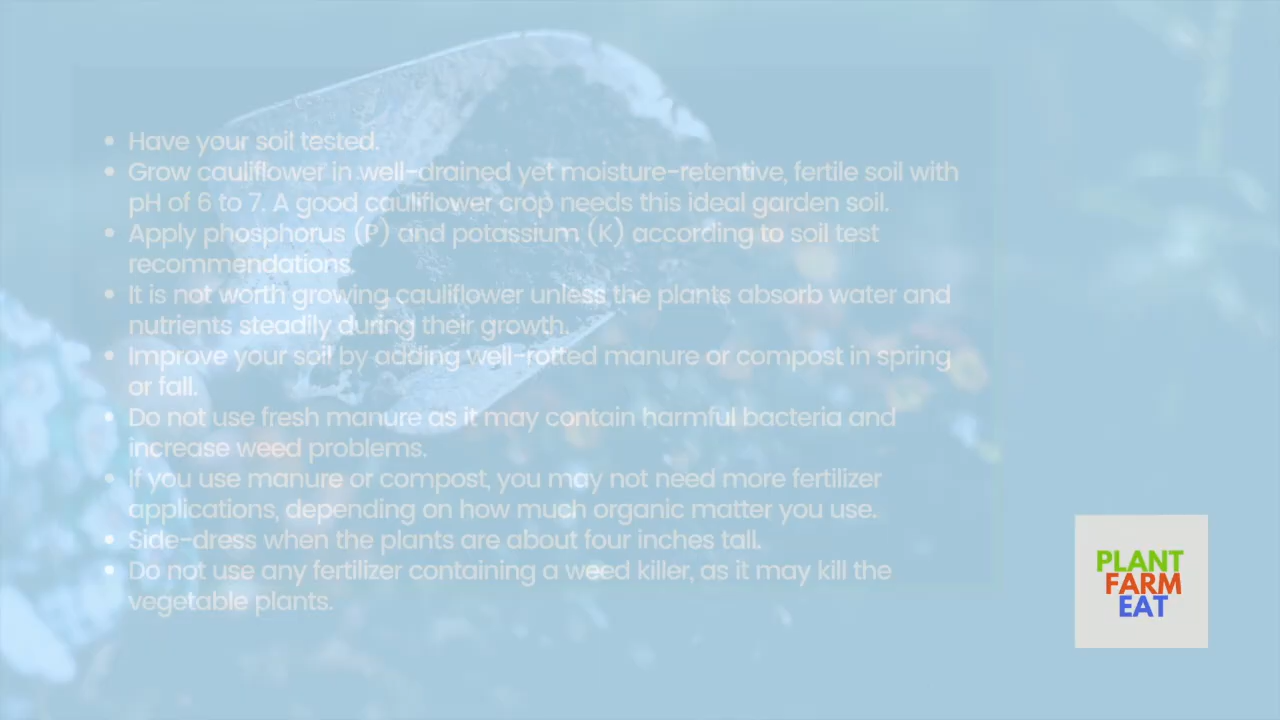 • Have your soil tested.
• Grow cauliflower in well-drained yet moisture-retentive, fertile soil with
pH of 6 to 7. A good cauliflower crop needs this ideal garden soil.
• Apply phosphorus (P) and potassium (K) according to soil test
recommendations.
• It is not worth growing cauliflower unless the plants absorb water and
nutrients steadily during their growth.
• Improve your soil by adding well-rotted manure or compost in spring
or fall.
• Do not use fresh manure as it may contain harmful bacteria and
increase weed problems.
• If you use manure or compost, you may not need more fertilizer
applications, depending on how much organic matter you use.
• Side-dress when the plants are about four inches tall.
• Do not use any fertilizer containing a weed killer, as it may kill the
vegetable plants.
PLANT
FARM
EAT